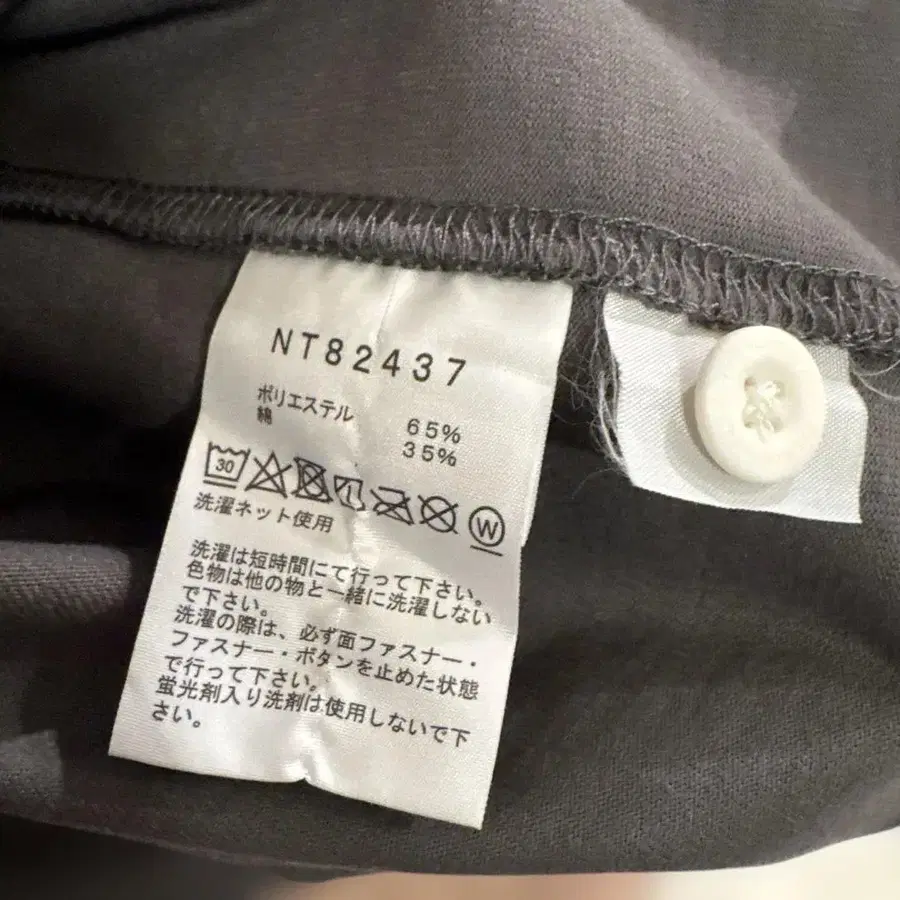 NT82437
ポリエステル 65%
綿 35%
30
W
洗濯ネット使用
洗濯は短時間にて行って下さい。
色物は他の物と一緒に洗濯しない
で下さい。
洗濯の際は、必ず面ファスナー・
ファスナー・ボタンを止めた状態
で行って下さい。
蛍光剤入り洗剤は使用しないで下
さい。